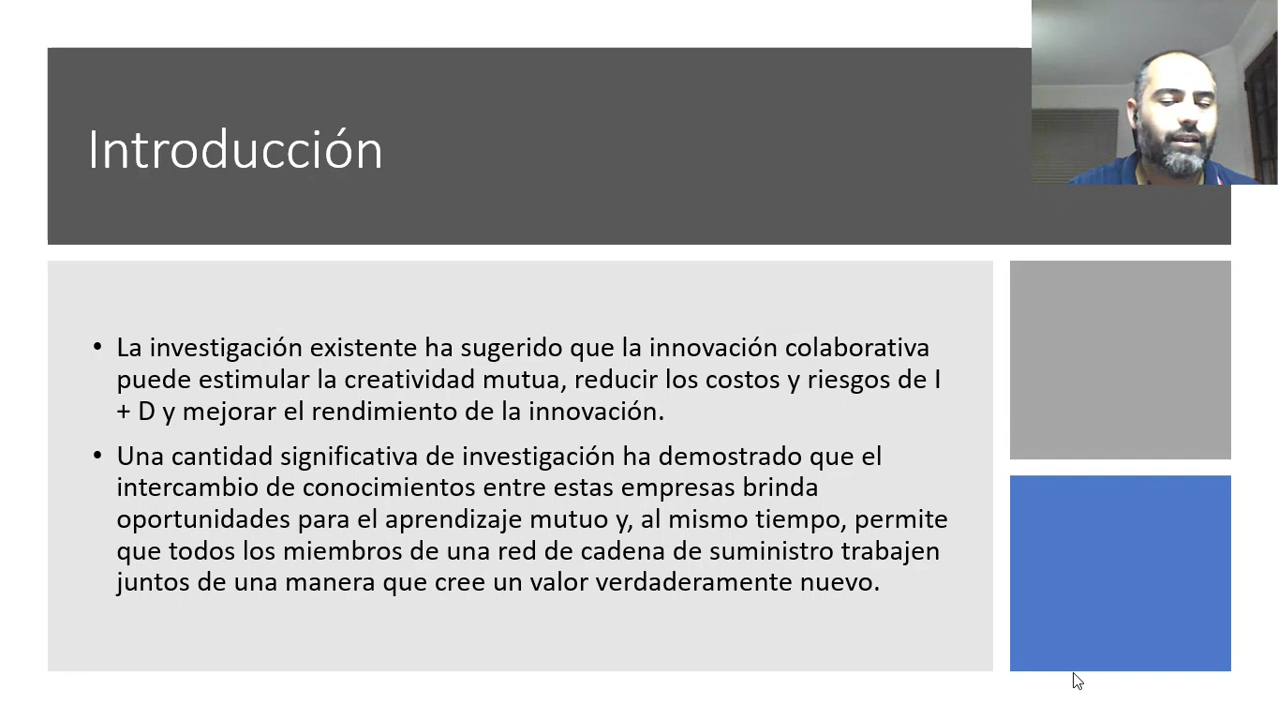 Introducción
• La investigación existente ha sugerido que la innovación colaborativa
puede estimular la creatividad mutua, reducir los costos y riesgos de I
+ D y mejorar el rendimiento de la innovación.
• Una cantidad significativa de investigación ha demostrado que el
intercambio de conocimientos entre estas empresas brinda
oportunidades para el aprendizaje mutuo y, al mismo tiempo, permite
que todos los miembros de una red de cadena de suministro trabajen
juntos de una manera que cree un valor verdaderamente nuevo.